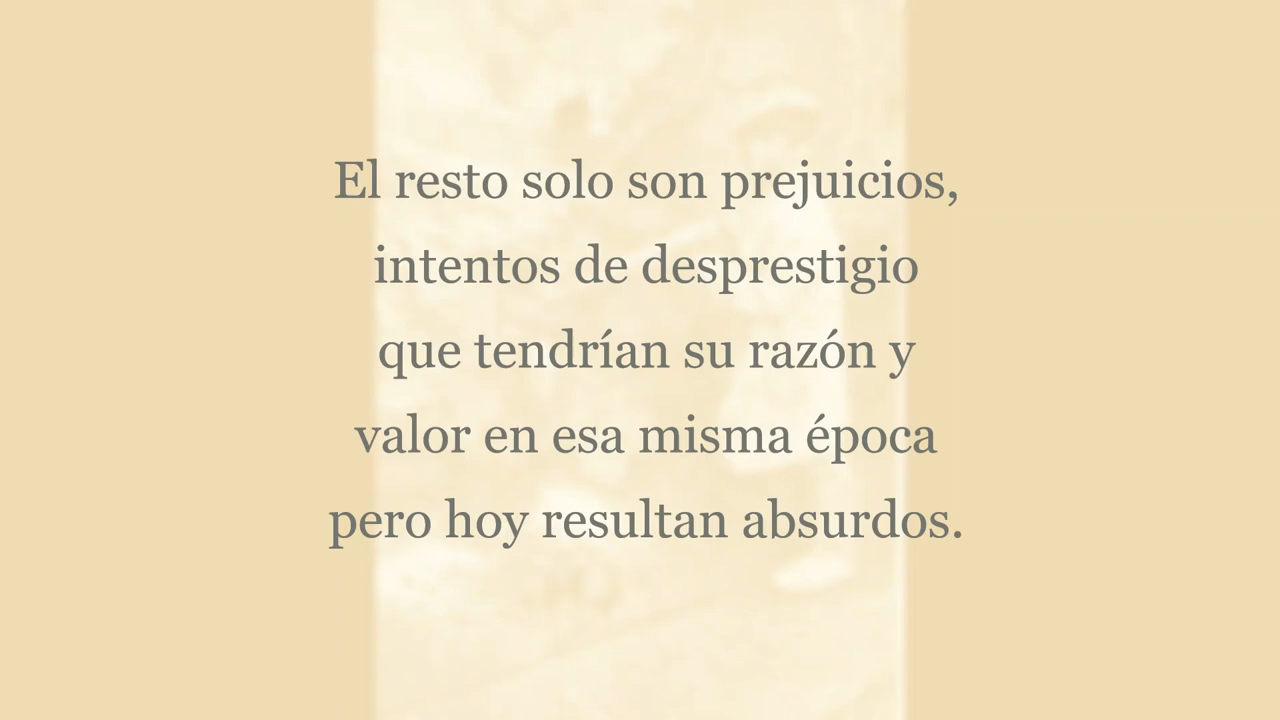 El resto solo son prejuicios,
intentos de desprestigio
que tendrían su razón y
valor en esa misma época
pero hoy resultan absurdos.